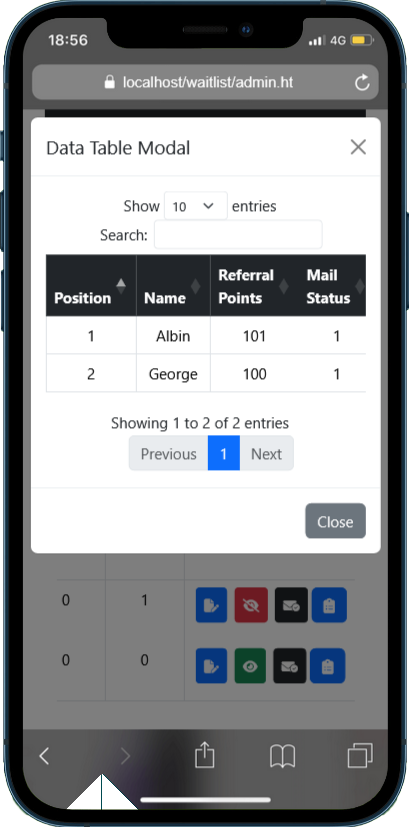 18:56 4G
localhost/waitlist/admin.ht
Data Table Modal
Show 10 entries
Search:
Position Name Referral Points Mail Status
1 Albin 101 1
2 George 100 1
Showing 1 to 2 of 2 entries
Previous 1 Next
Close
0 1
0 0